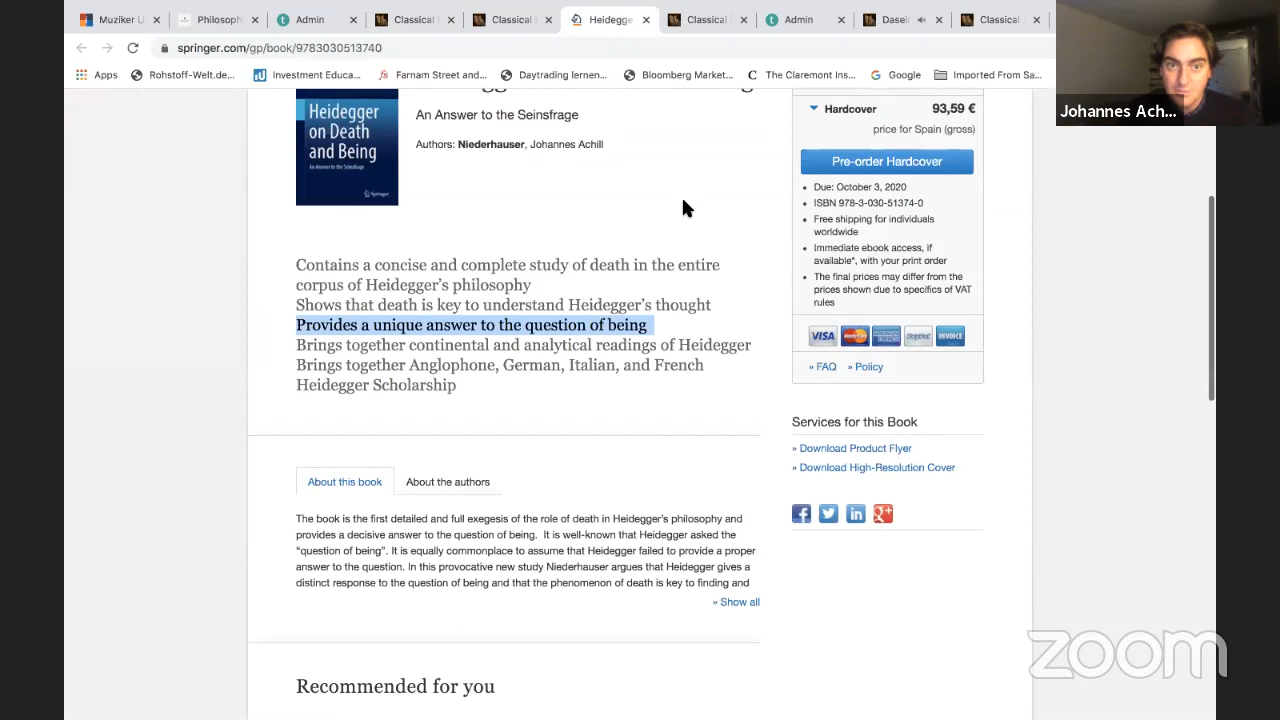 Muziker U
Philosoph
Admin
Classical
Classical
Heidegge
Classical
Admin
Dasei
Classical
springer.com/gp/book/9783030513740
Apps
Rohstoff-Welt.de...
Investment Educa...
Farnam Street and...
Daytrading lernen...
Bloomberg Market...
The Claremont Ins...
Google
Imported From Sa...
Johannes Ach...
Heidegger
on Death
and Being
An Answer to the Seinsfrage
Springer
An Answer to the Seinsfrage
Authors: Niederhauser, Johannes Achill
Hardcover 93,59 €
price for Spain (gross)
Pre-order Hardcover
Due: October 3, 2020
ISBN 978-3-030-51374-0
Free shipping for individuals
worldwide
Immediate ebook access, if
available*, with your print order
The final prices may differ from the
prices shown due to specifics of VAT
rules
VISA MasterCard PayPal INVOICE
» FAQ » Policy
Contains a concise and complete study of death in the entire
corpus of Heidegger's philosophy
Shows that death is key to understand Heidegger's thought
Provides a unique answer to the question of being
Brings together continental and analytical readings of Heidegger
Brings together Anglophone, German, Italian, and French
Heidegger Scholarship
Services for this Book
» Download Product Flyer
» Download High-Resolution Cover
About this book About the authors
The book is the first detailed and full exegesis of the role of death in Heidegger's philosophy and
provides a decisive answer to the question of being. It is well-known that Heidegger asked the
“question of being”. It is equally commonplace to assume that Heidegger failed to provide a proper
answer to the question. In this provocative new study Niederhauser argues that Heidegger gives a
distinct response to the question of being and that the phenomenon of death is key to finding and
» Show all
Recommended for you
zoom